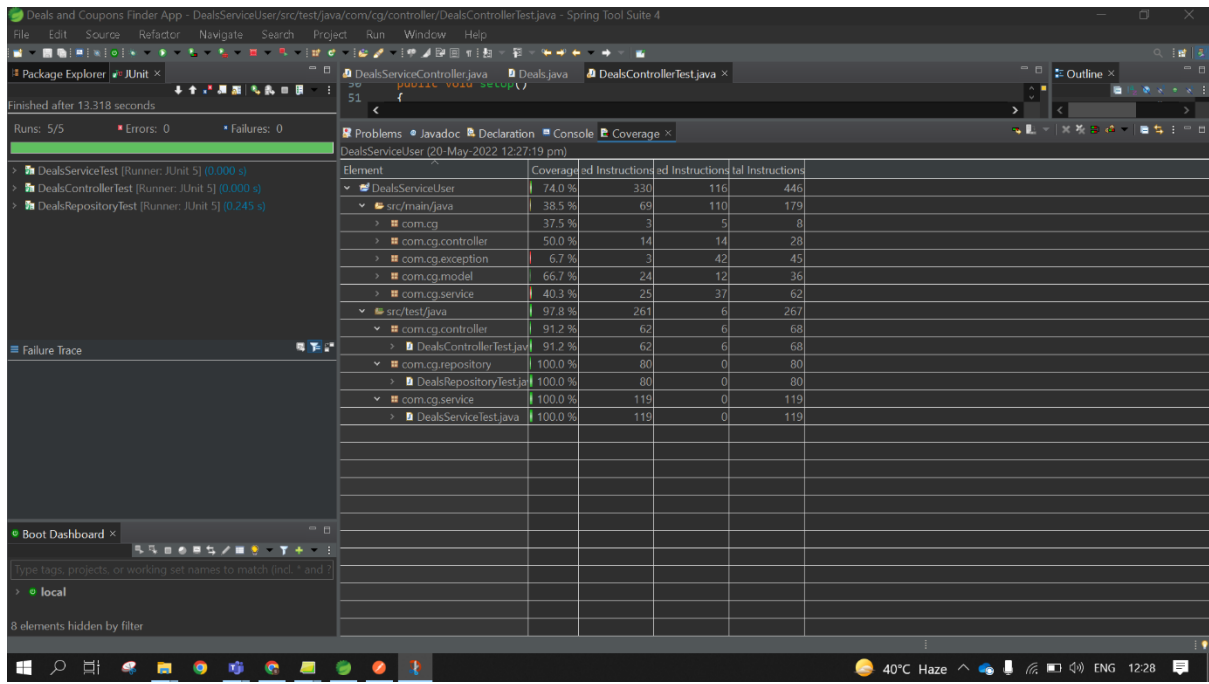 Deals and Coupons Finder App - DealsServiceUser/src/test/java/com/cg/controller/DealsControllerTest.java - Spring Tool Suite 4
File Edit Source Refactor Navigate Search Project Run Window Help
Package Explorer JUnit
Finished after 13.318 seconds
Runs: 5/5 Errors: 0 Failures: 0
DealsServiceTest [Runner: JUnit 5] (0.000 s)
DealsControllerTest [Runner: JUnit 5] (0.000 s)
DealsRepositoryTest [Runner: JUnit 5] (0.245 s)
Failure Trace
Boot Dashboard
Type tags, projects, or working set names to match (incl. * and ?
local
8 elements hidden by filter
DealsServiceController.java Deals.java DealsControllerTest.java
50 public void setup()
51 {
Outline
Problems Javadoc Declaration Console Coverage
DealsServiceUser (20-May-2022 12:27:19 pm)
Element Coverage ed Instructions ed Instructions tal Instructions
DealsServiceUser 74.0 % 330 116 446
src/main/java 38.5 % 69 110 179
com.cg 37.5 % 3 5 8
com.cg.controller 50.0 % 14 14 28
com.cg.exception 6.7 % 3 42 45
com.cg.model 66.7 % 24 12 36
com.cg.service 40.3 % 25 37 62
src/test/java 97.8 % 261 6 267
com.cg.controller 91.2 % 62 6 68
DealsControllerTest.jav 91.2 % 62 6 68
com.cg.repository 100.0 % 80 0 80
DealsRepositoryTest.ja 100.0 % 80 0 80
com.cg.service 100.0 % 119 0 119
DealsServiceTest.java 100.0 % 119 0 119
40°C Haze ENG 12:28